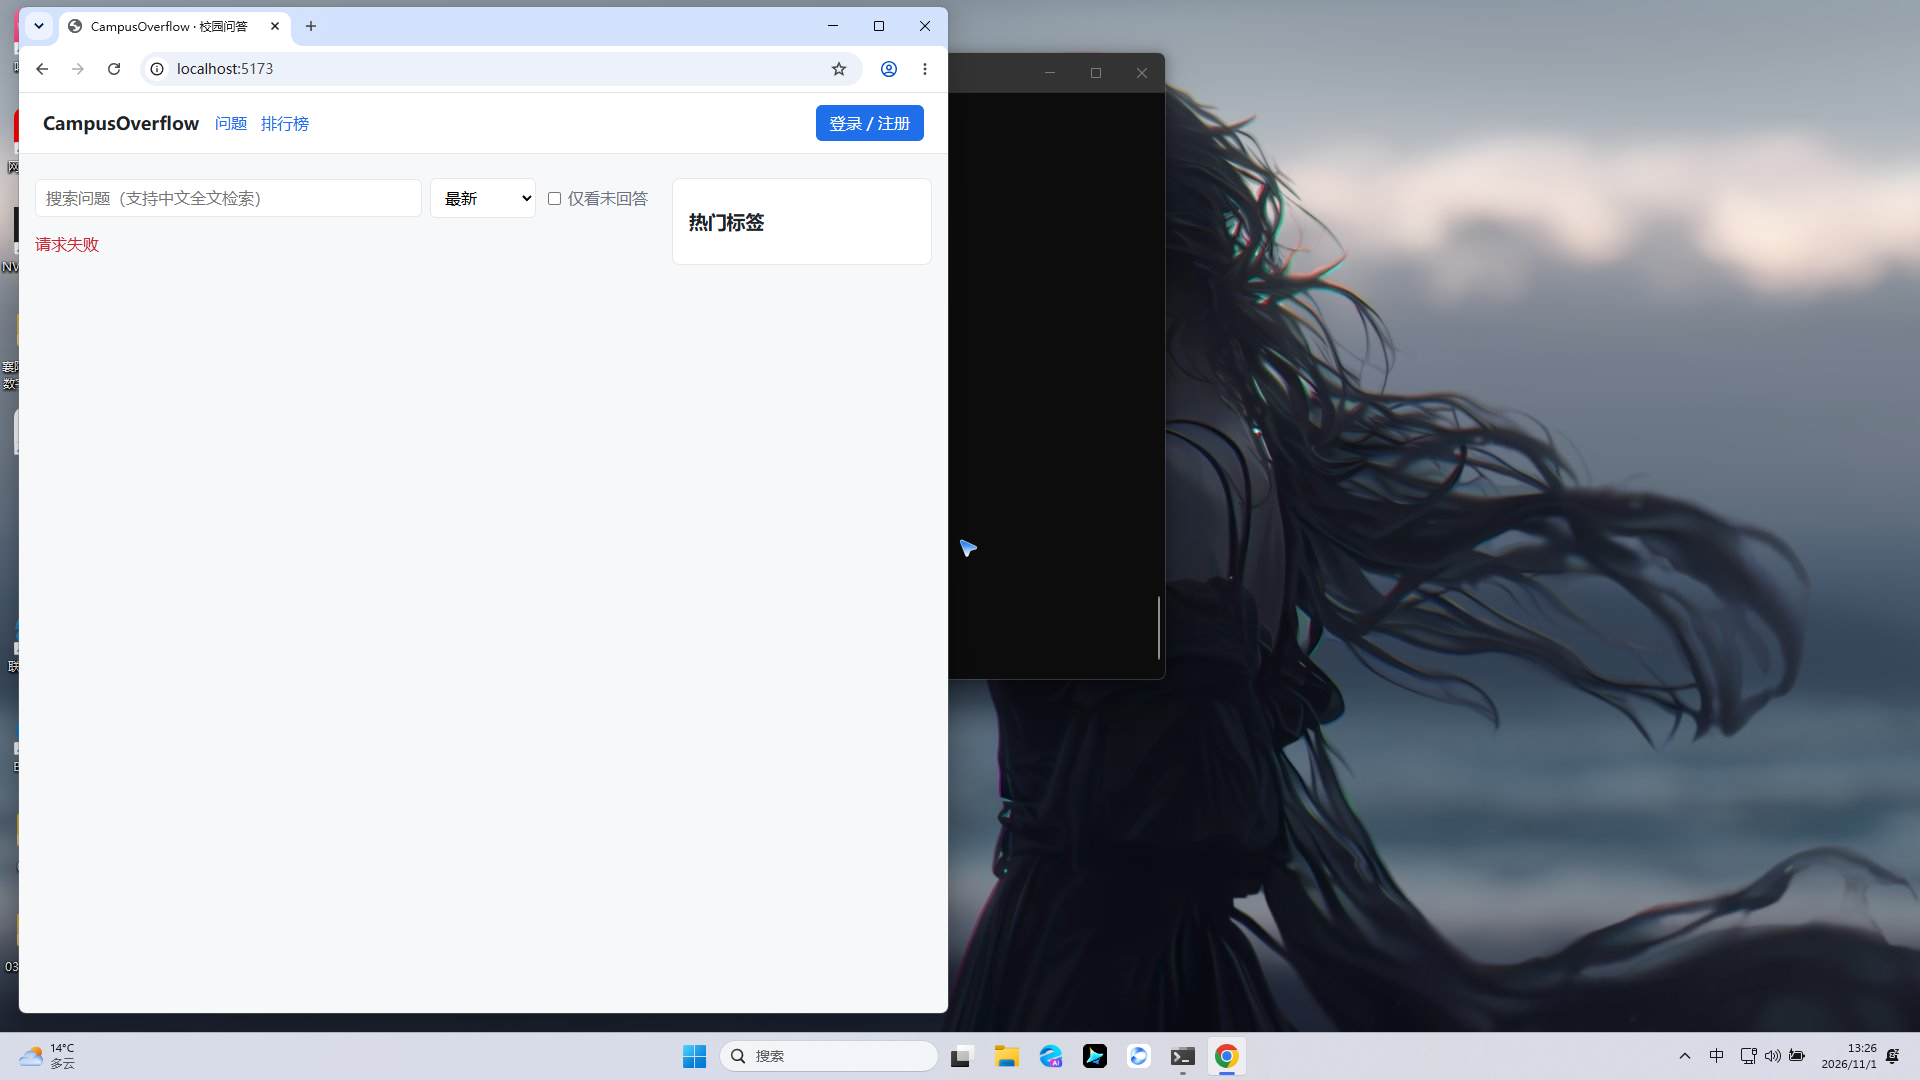 CampusOverflow · 校园问答
localhost:5173
CampusOverflow 问题 排行榜 登录 / 注册
搜索问题（支持中文全文检索） 最新 仅看未回答
热门标签
请求失败
NV
03
14°C
多云
搜索
中
13:26
2026/11/1